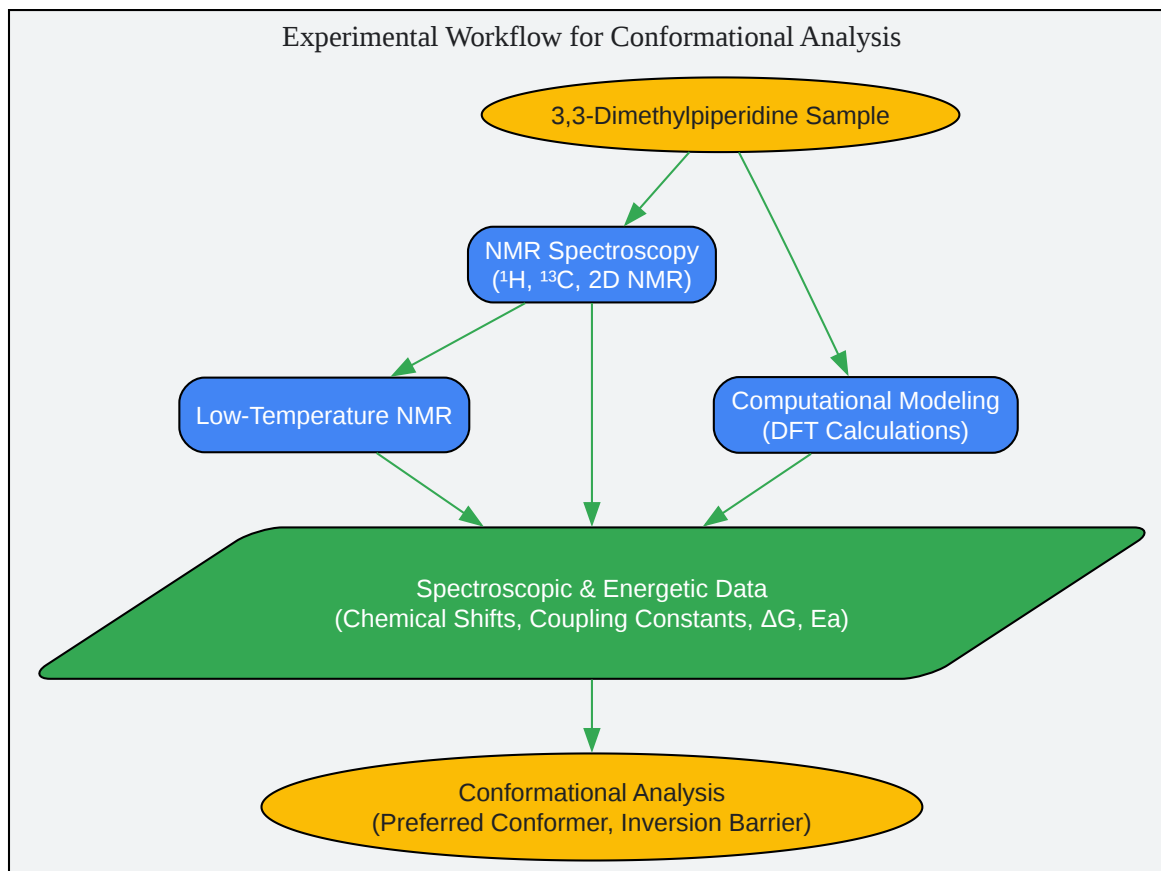 Experimental Workflow for Conformational Analysis
3,3-Dimethylpiperidine Sample
NMR Spectroscopy
(¹H, ¹³C, 2D NMR)
Low-Temperature NMR
Computational Modeling
(DFT Calculations)
Spectroscopic & Energetic Data
(Chemical Shifts, Coupling Constants, ΔG, Ea)
Conformational Analysis
(Preferred Conformer, Inversion Barrier)